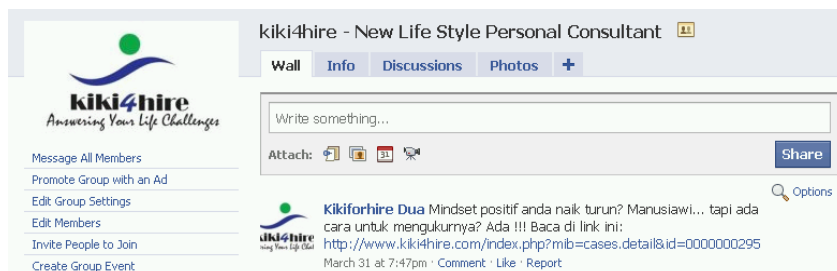 kiki4hire - New Life Style Personal Consultant
Wall Info Discussions Photos +
kiki4hire
Answering Your Life Challenges
Write something...
Attach: 31
Share
Message All Members
Promote Group with an Ad
Edit Group Settings
Edit Members
Invite People to Join
Create Group Event
Options
Kikiforhire Dua Mindset positif anda naik turun? Manusiawi... tapi ada
cara untuk mengukurnya? Ada !!! Baca di link ini:
http://www.kiki4hire.com/index.php?mib=cases.detail&id=0000000295
March 31 at 7:47pm · Comment · Like · Report